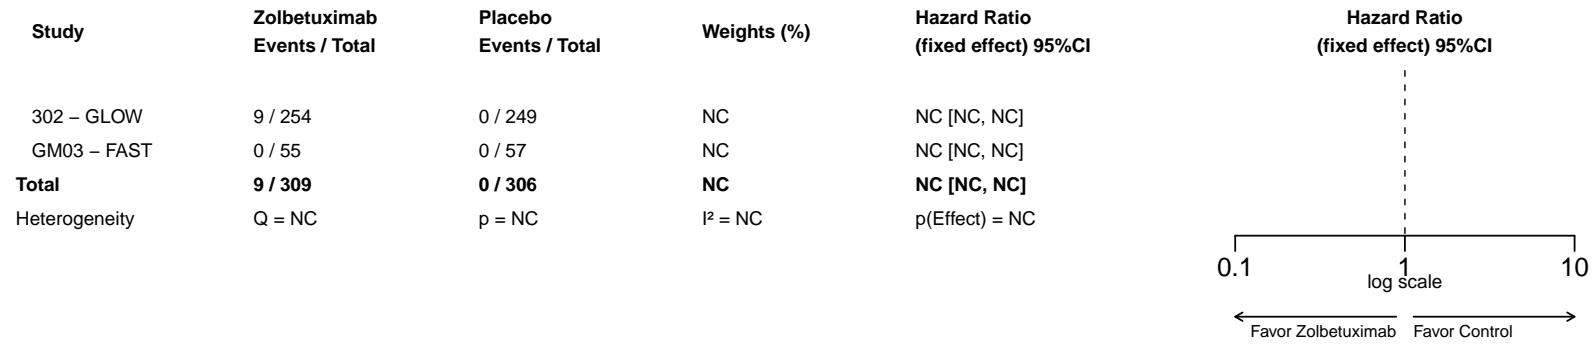 Study Zolbetuximab Events / Total Placebo Events / Total Weights (%) Hazard Ratio (fixed effect) 95%CI Hazard Ratio (fixed effect) 95%CI
302 – GLOW 9 / 254 0 / 249 NC NC [NC, NC]
GM03 – FAST 0 / 55 0 / 57 NC NC [NC, NC]
Total 9 / 309 0 / 306 NC NC [NC, NC]
Heterogeneity Q = NC p = NC I² = NC p(Effect) = NC
0.1 1 10
log scale
Favor Zolbetuximab Favor Control